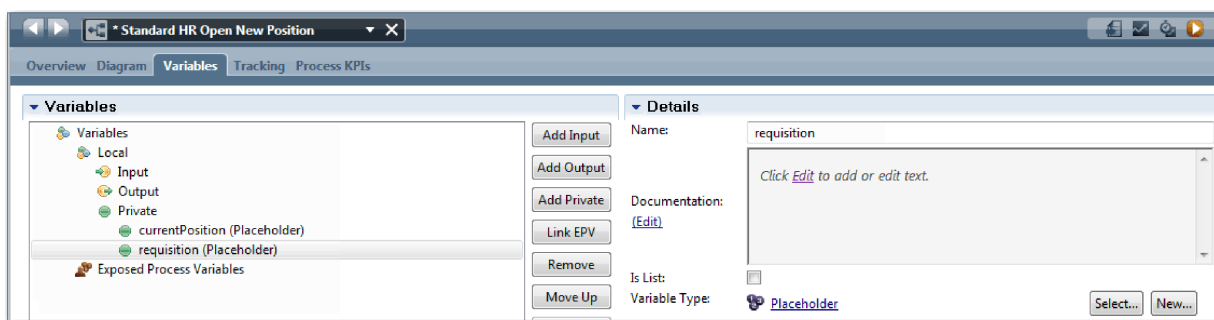 * Standard HR Open New Position
Overview Diagram Variables Tracking Process KPIs
Variables
Variables
Local
Input
Output
Private
currentPosition (Placeholder)
requisition (Placeholder)
Exposed Process Variables
Add Input
Add Output
Add Private
Link EPV
Remove
Move Up
Details
Name: requisition
Click Edit to add or edit text.
Documentation:
(Edit)
Is List:
Variable Type: Placeholder Select... New...